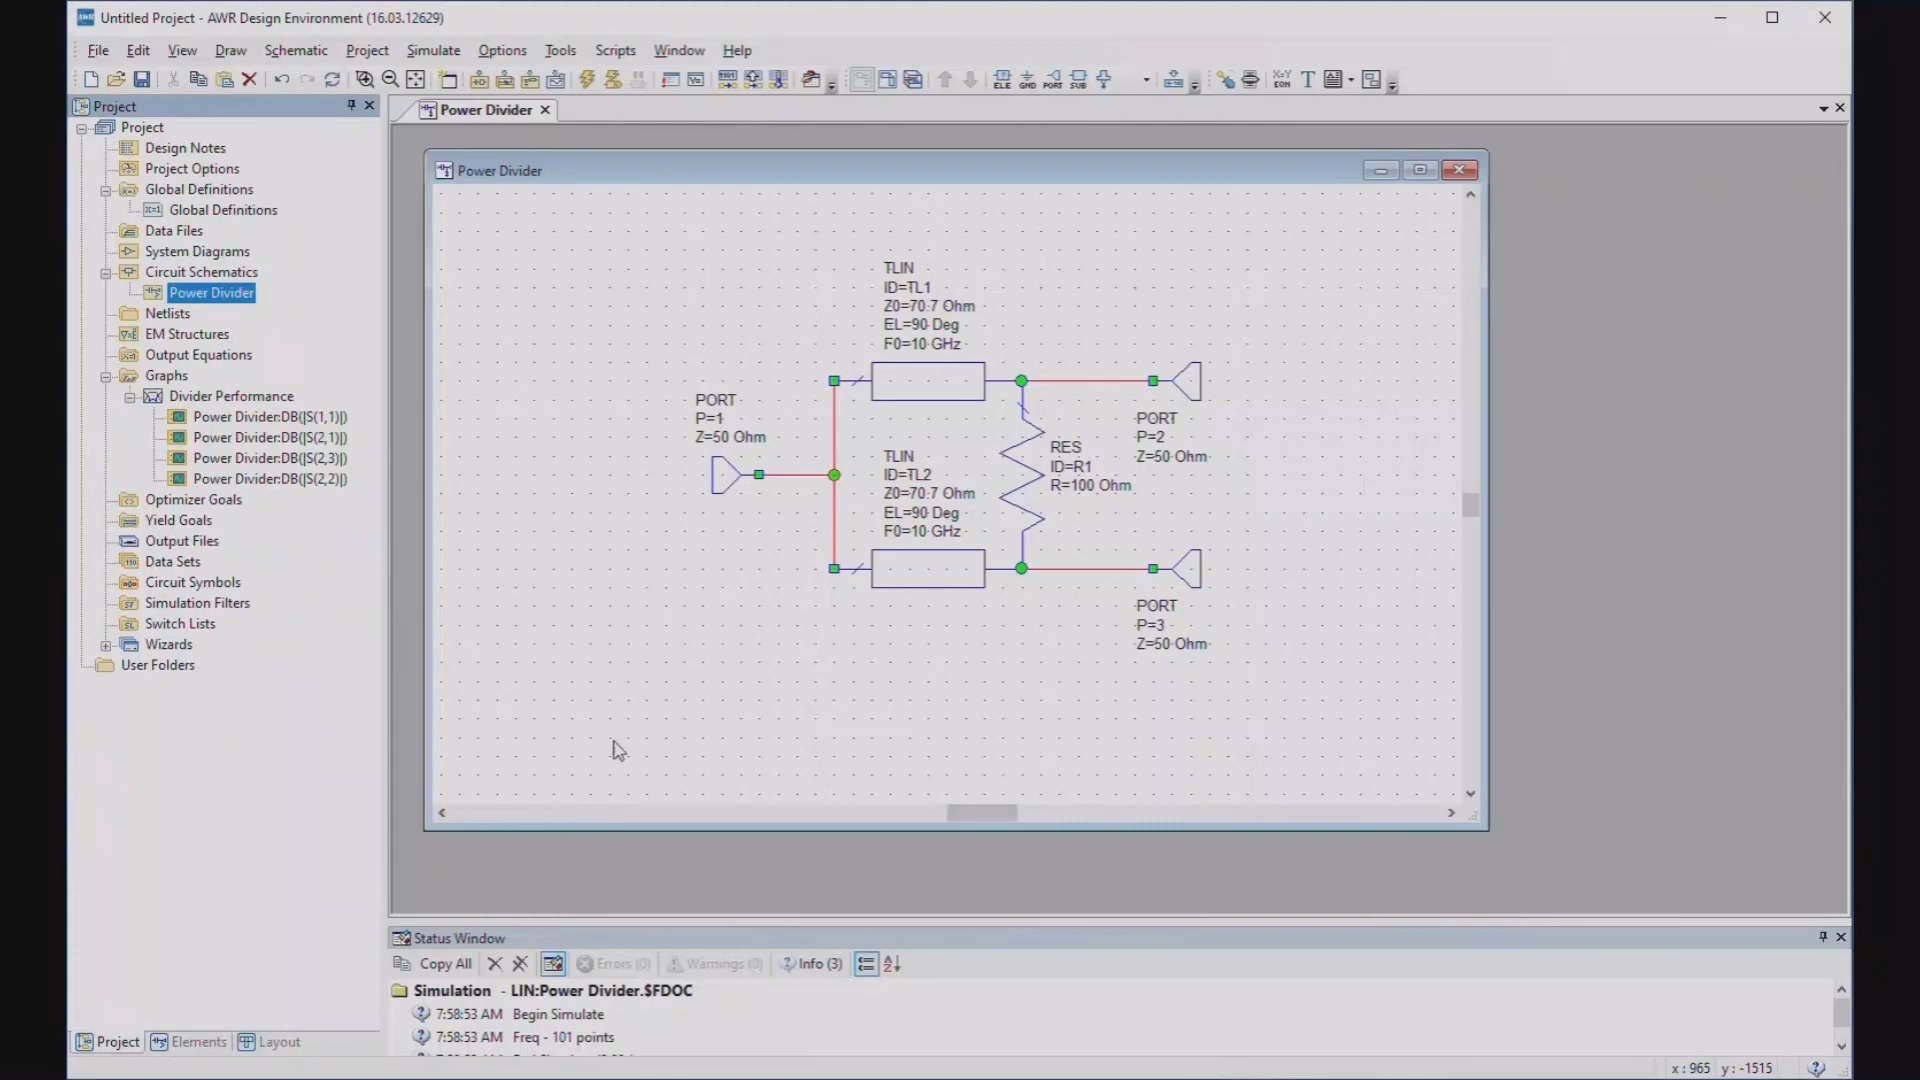 Untitled Project - AWR Design Environment (16.03.12629)
File Edit View Draw Schematic Project Simulate Options Tools Scripts Window Help
ELE GND PORT SUB X=Y EQN T
Project
Power Divider
Project
Design Notes
Project Options
Global Definitions
Global Definitions
Data Files
System Diagrams
Circuit Schematics
Power Divider
Netlists
EM Structures
Output Equations
Graphs
Divider Performance
Power Divider:DB(|S(1,1)|)
Power Divider:DB(|S(2,1)|)
Power Divider:DB(|S(2,3)|)
Power Divider:DB(|S(2,2)|)
Optimizer Goals
Yield Goals
Output Files
Data Sets
Circuit Symbols
Simulation Filters
Switch Lists
Wizards
User Folders
Project Elements Layout
Power Divider
TLIN
ID=TL1
Z0=70.7 Ohm
EL=90 Deg
F0=10 GHz
PORT
P=1
Z=50 Ohm
TLIN
ID=TL2
Z0=70.7 Ohm
EL=90 Deg
F0=10 GHz
RES
ID=R1
R=100 Ohm
PORT
P=2
Z=50 Ohm
PORT
P=3
Z=50 Ohm
Status Window
Copy All Errors (0) Warnings (0) Info (3)
Simulation - LIN:Power Divider.$FDOC
7:58:53 AM Begin Simulate
7:58:53 AM Freq - 101 points
x : 965 y : -1515